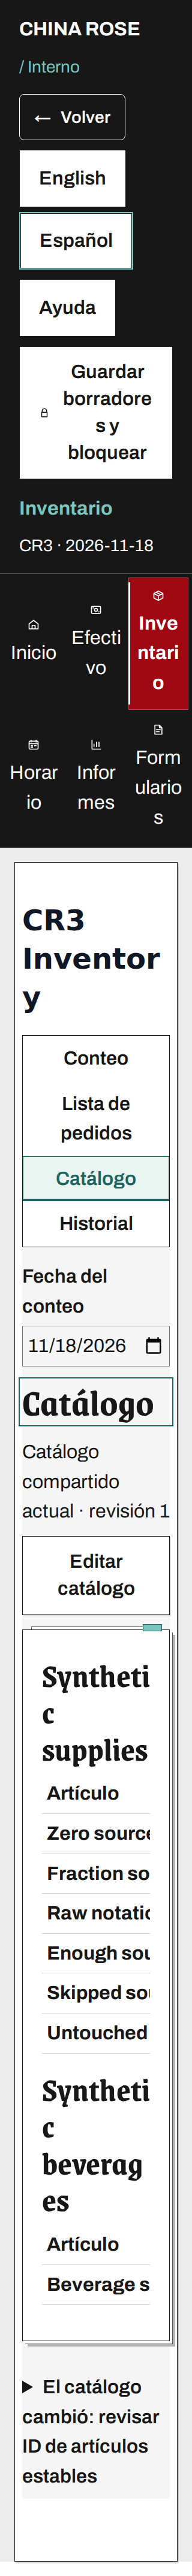 CHINA ROSE
/ Interno
← Volver
English
Español
Ayuda
Guardar
borradore
s y
bloquear
Inventario
CR3 · 2026-11-18
Inicio
Efecti
vo
Inve
ntari
o
Horar
io
Infor
mes
Form
ulario
s
CR3
Inventor
y
Conteo
Lista de
pedidos
Catálogo
Historial
Fecha del
conteo
11/18/2026
Catálogo
Catálogo
compartido
actual · revisión 1
Editar
catálogo
Syntheti
c
supplies
Artículo
Zero source
Fraction so
Raw notatio
Enough sou
Skipped sou
Untouched
Syntheti
c
beverag
es
Artículo
Beverage s
▶ El catálogo
cambió: revisar
ID de artículos
estables